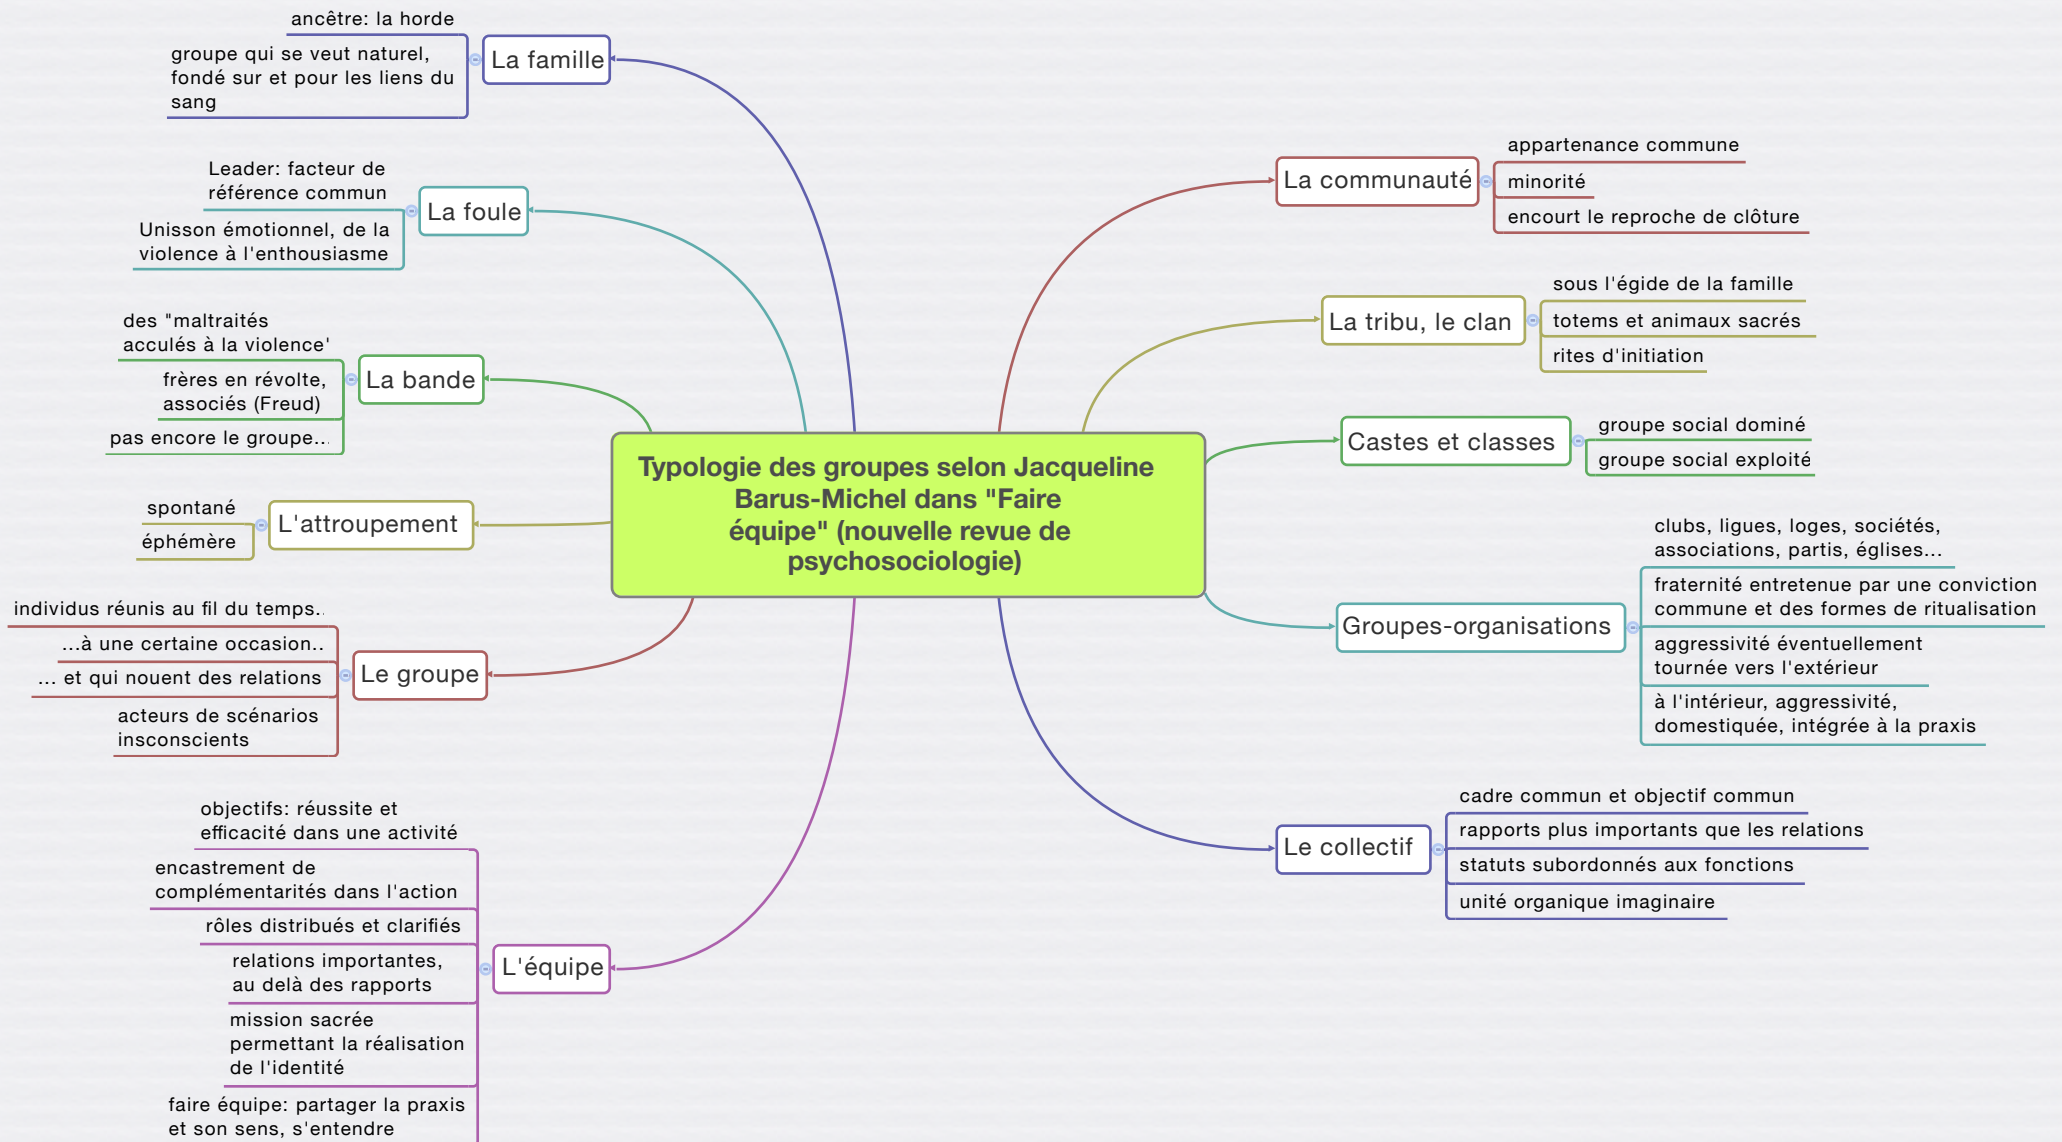 Typologie des groupes selon Jacqueline
Barus-Michel dans "Faire
équipe" (nouvelle revue de
psychosociologie)
La famille
ancêtre: la horde
groupe qui se veut naturel,
fondé sur et pour les liens du
sang
La foule
Leader: facteur de
référence commun
Unisson émotionnel, de la
violence à l'enthousiasme
La bande
des "maltraités
acculés à la violence'
frères en révolte,
associés (Freud)
pas encore le groupe...
L'attroupement
spontané
éphémère
Le groupe
individus réunis au fil du temps..
...à une certaine occasion..
... et qui nouent des relations
acteurs de scénarios
insconscients
L'équipe
objectifs: réussite et
efficacité dans une activité
encastrement de
complémentarités dans l'action
rôles distribués et clarifiés
relations importantes,
au delà des rapports
mission sacrée
permettant la réalisation
de l'identité
faire équipe: partager la praxis
et son sens, s'entendre
La communauté
appartenance commune
minorité
encourt le reproche de clôture
La tribu, le clan
sous l'égide de la famille
totems et animaux sacrés
rites d'initiation
Castes et classes
groupe social dominé
groupe social exploité
Groupes-organisations
clubs, ligues, loges, sociétés,
associations, partis, églises...
fraternité entretenue par une conviction
commune et des formes de ritualisation
aggressivité éventuellement
tournée vers l'extérieur
à l'intérieur, aggressivité,
domestiquée, intégrée à la praxis
Le collectif
cadre commun et objectif commun
rapports plus importants que les relations
statuts subordonnés aux fonctions
unité organique imaginaire